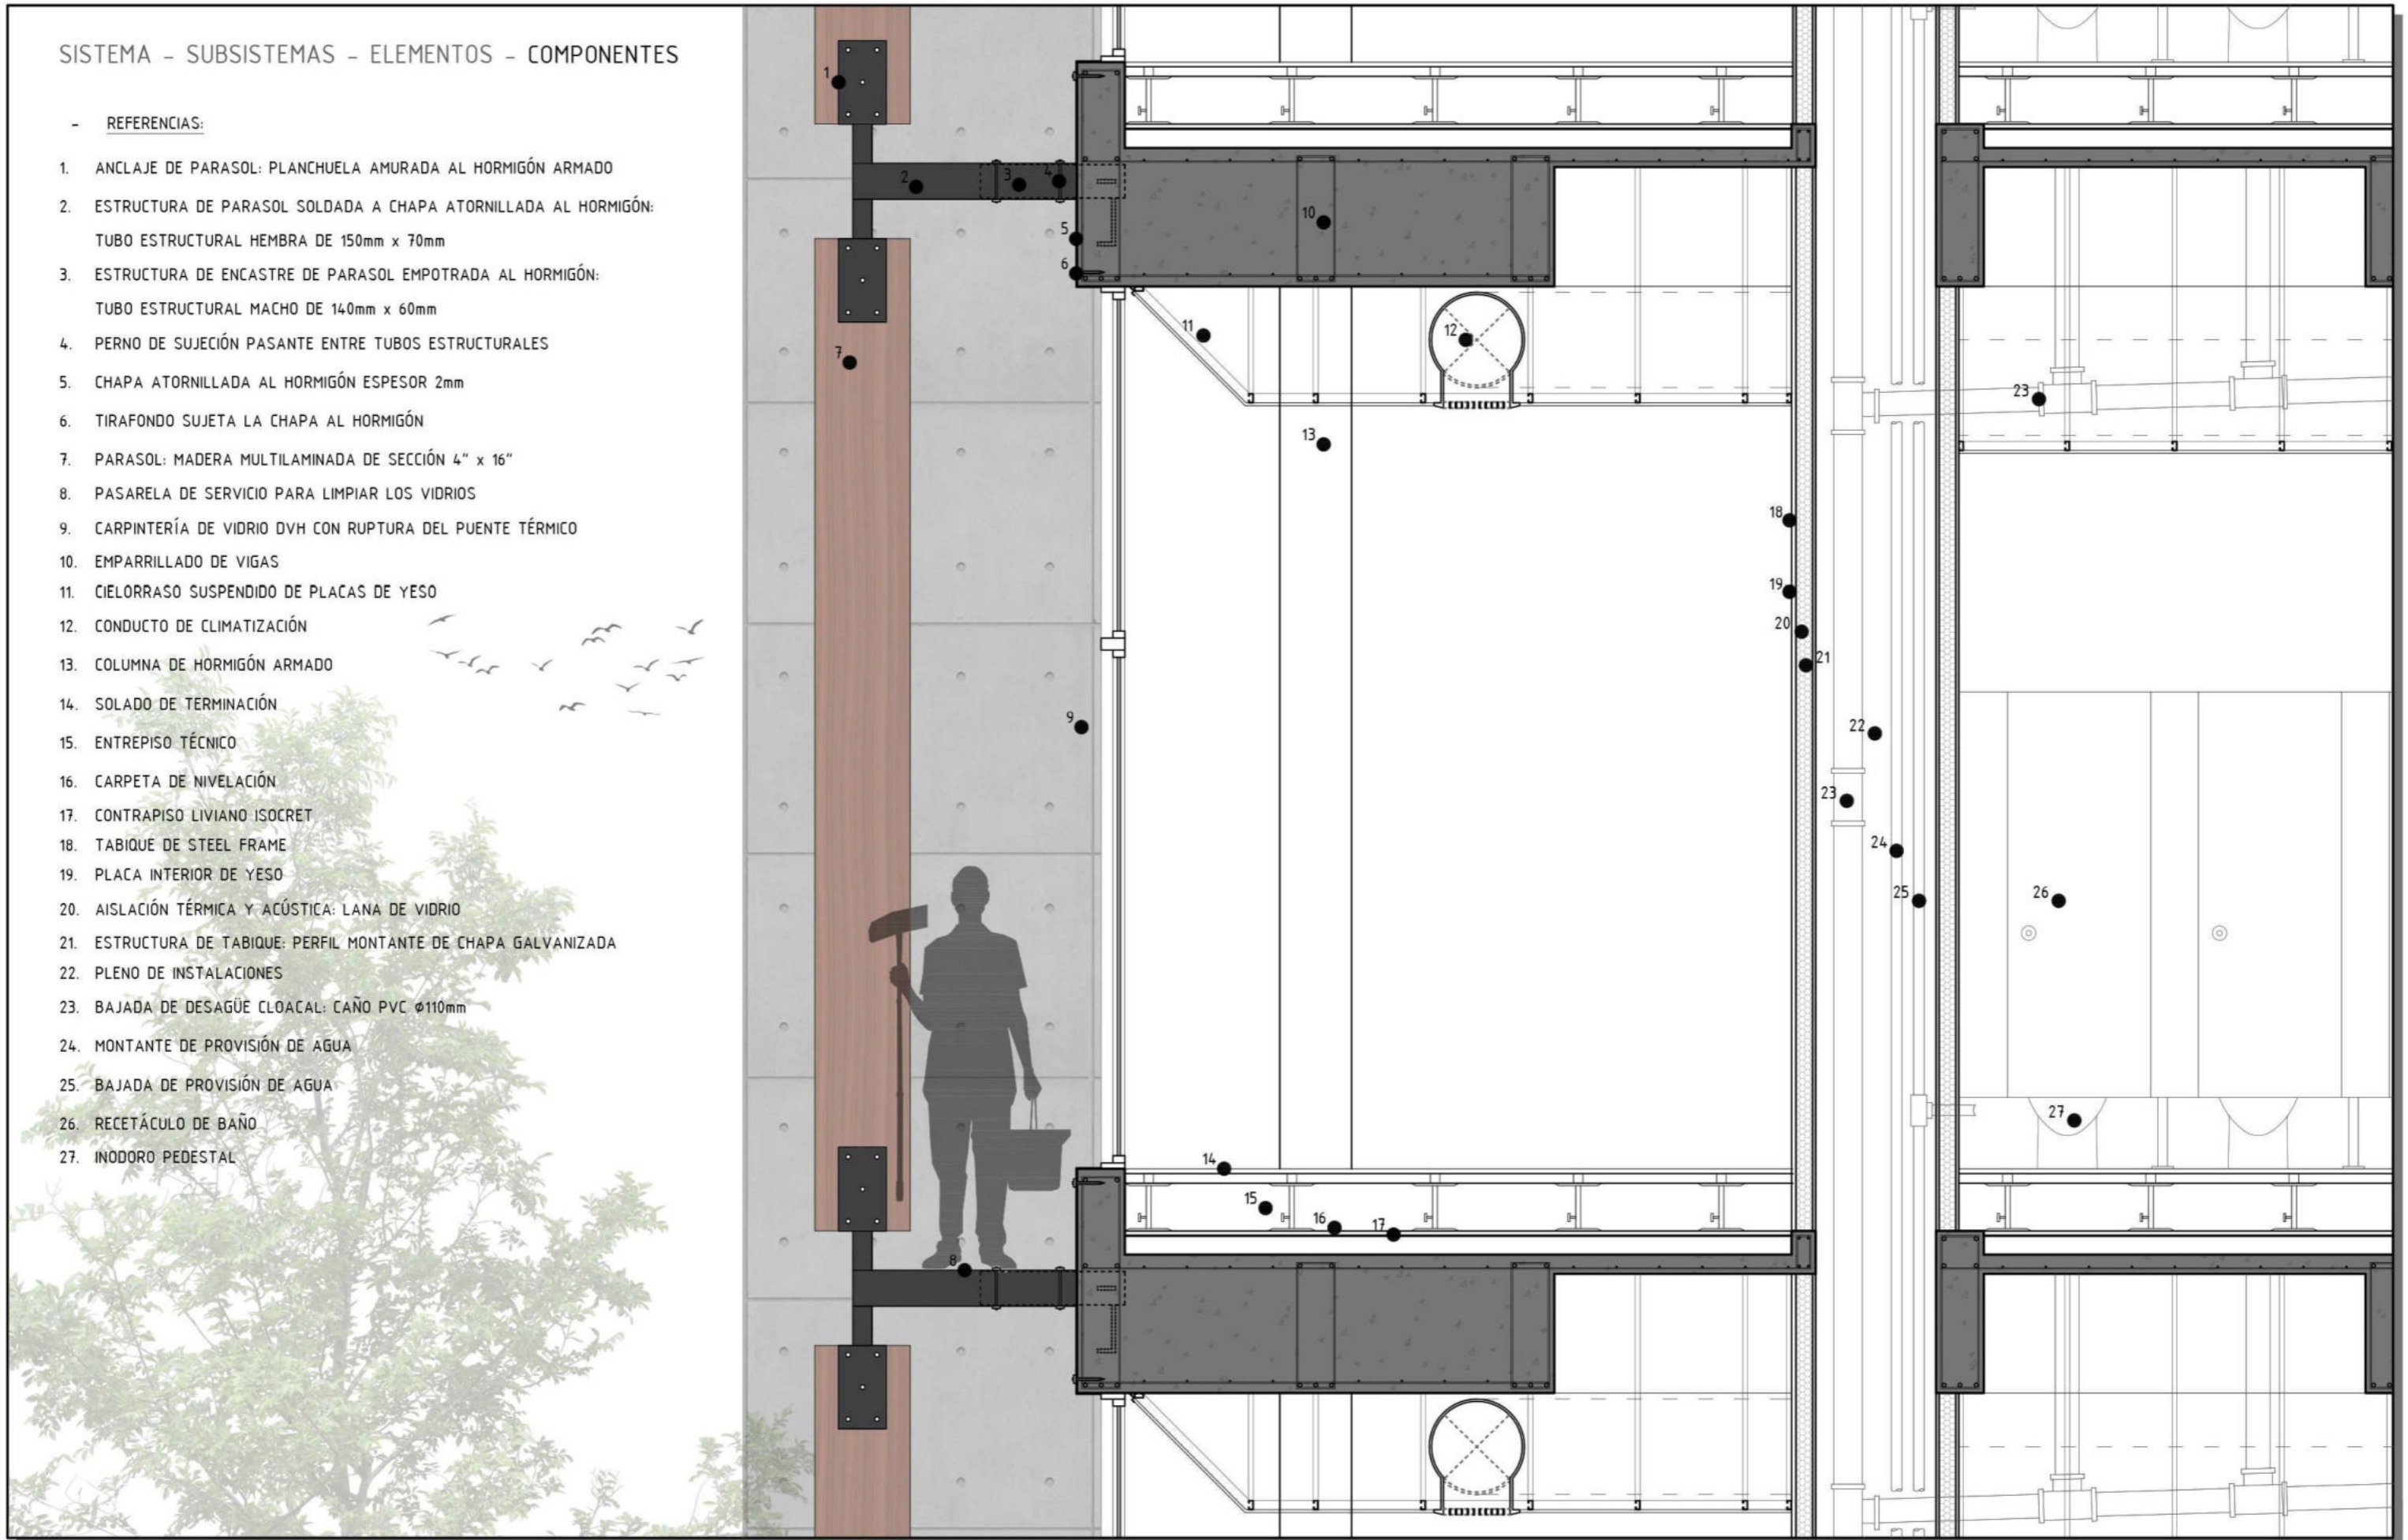 SISTEMA - SUBSISTEMAS - ELEMENTOS - COMPONENTES
- REFERENCIAS:
1. ANCLAJE DE PARASOL: PLANCHUELA AMURADA AL HORMIGÓN ARMADO
2. ESTRUCTURA DE PARASOL SOLDADA A CHAPA ATORNILLADA AL HORMIGÓN:
TUBO ESTRUCTURAL HEMBRA DE 150mm x 70mm
3. ESTRUCTURA DE ENCASTRE DE PARASOL EMPOTRADA AL HORMIGÓN:
TUBO ESTRUCTURAL MACHO DE 140mm x 60mm
4. PERNO DE SUJECIÓN PASANTE ENTRE TUBOS ESTRUCTURALES
5. CHAPA ATORNILLADA AL HORMIGÓN ESPESOR 2mm
6. TIRAFONDO SUJETA LA CHAPA AL HORMIGÓN
7. PARASOL: MADERA MULTILAMINADA DE SECCIÓN 4" x 16"
8. PASARELA DE SERVICIO PARA LIMPIAR LOS VIDRIOS
9. CARPINTERÍA DE VIDRIO DVH CON RUPTURA DEL PUENTE TÉRMICO
10. EMPARRILLADO DE VIGAS
11. CIELORRASO SUSPENDIDO DE PLACAS DE YESO
12. CONDUCTO DE CLIMATIZACIÓN
13. COLUMNA DE HORMIGÓN ARMADO
14. SOLADO DE TERMINACIÓN
15. ENTREPISO TÉCNICO
16. CARPETA DE NIVELACIÓN
17. CONTRAPISO LIVIANO ISOCRET
18. TABIQUE DE STEEL FRAME
19. PLACA INTERIOR DE YESO
20. AISLACIÓN TÉRMICA Y ACÚSTICA: LANA DE VIDRIO
21. ESTRUCTURA DE TABIQUE: PERFIL MONTANTE DE CHAPA GALVANIZADA
22. PLENO DE INSTALACIONES
23. BAJADA DE DESAGÜE CLOACAL: CAÑO PVC Ø110mm
24. MONTANTE DE PROVISIÓN DE AGUA
25. BAJADA DE PROVISIÓN DE AGUA
26. RECETÁCULO DE BAÑO
27. INODORO PEDESTAL
1
2
3
4
5
6
7
8
9
10
11
12
13
14
15
16
17
18
19
20
21
22
23
23
24
25
26
27